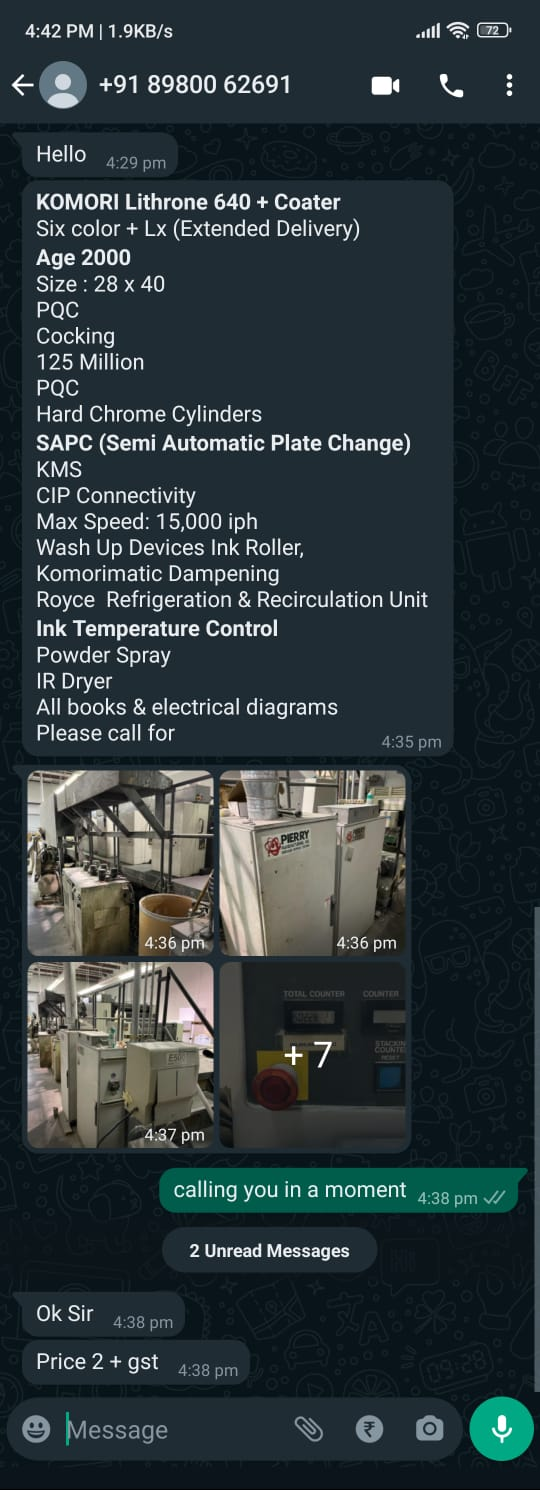 4:42 PM | 1.9KB/s
72
+91 89800 62691
Hello
4:29 pm
KOMORI Lithrone 640 + Coater
Six color + Lx (Extended Delivery)
Age 2000
Size : 28 x 40
PQC
Cocking
125 Million
PQC
Hard Chrome Cylinders
SAPC (Semi Automatic Plate Change)
KMS
CIP Connectivity
Max Speed: 15,000 iph
Wash Up Devices Ink Roller,
Komorimatic Dampening
Royce Refrigeration & Recirculation Unit
Ink Temperature Control
Powder Spray
IR Dryer
All books & electrical diagrams
Please call for
4:35 pm
4:36 pm
PIERRY
4:36 pm
E500
4:37 pm
TOTAL COUNTER COUNTER
+ 7
RESET
calling you in a moment 4:38 pm
2 Unread Messages
Ok Sir 4:38 pm
Price 2 + gst 4:38 pm
Message
₹